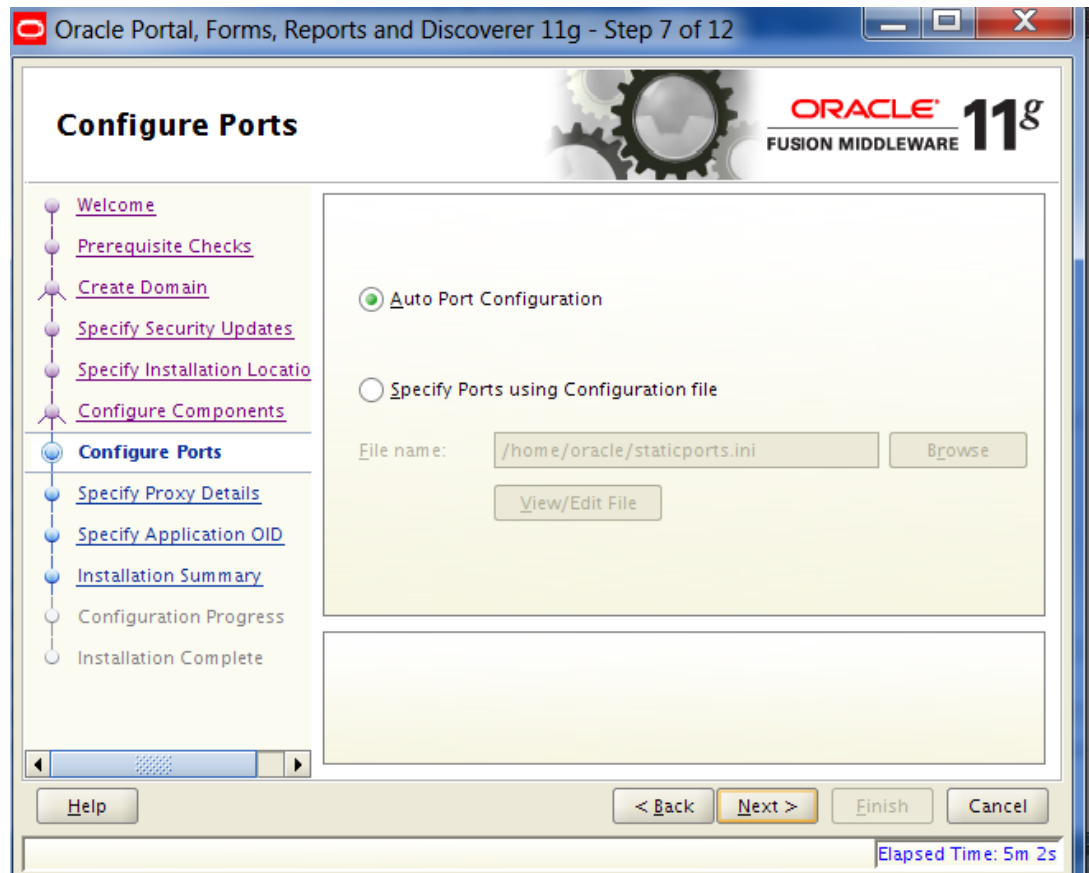 Oracle Portal, Forms, Reports and Discoverer 11g - Step 7 of 12
Configure Ports
ORACLE
FUSION MIDDLEWARE
11g
Welcome
Prerequisite Checks
Create Domain
Specify Security Updates
Specify Installation Locatio
Configure Components
Configure Ports
Specify Proxy Details
Specify Application OID
Installation Summary
Configuration Progress
Installation Complete
Auto Port Configuration
Specify Ports using Configuration file
File name: /home/oracle/staticports.ini Browse
View/Edit File
Help < Back Next > Finish Cancel
Elapsed Time: 5m 2s